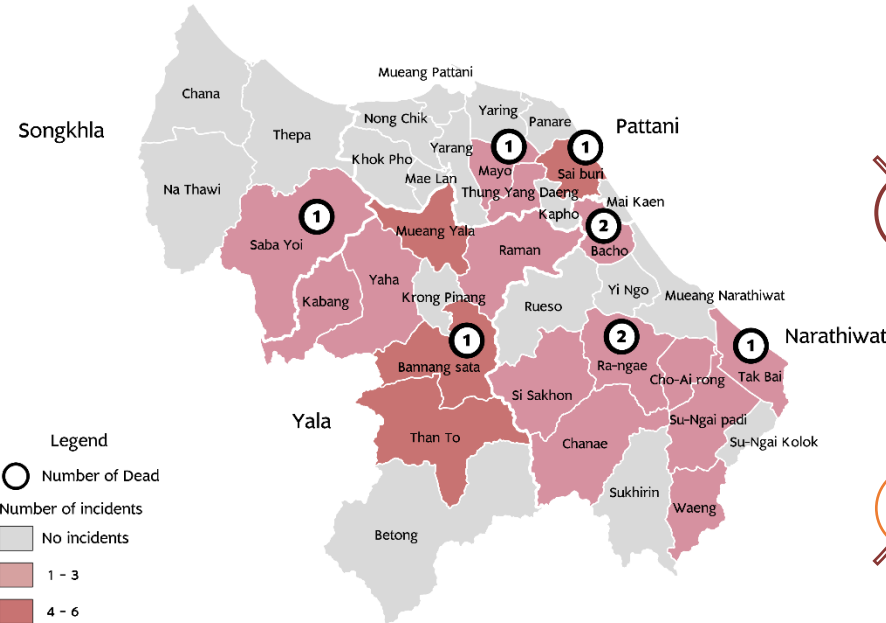 Mueang Pattani
Chana
Songkhla
Thepa
Nong Chik
Yaring
Panare
Pattani
Yarang
1
1
Khok Pho
Mayo
Sai buri
Na Thawi
Mae Lan
Thung Yang Daeng
Kapho
Mai Kaen
1
2
Saba Yoi
Mueang Yala
Raman
Bacho
Yaha
Kabang
Krong Pinang
Rueso
Yi Ngo
Mueang Narathiwat
1
2
1
Narathiwat
Bannang sata
Ra-ngae
Cho-Ai rong
Tak Bai
Si Sakhon
Yala
Than To
Chanae
Su-Ngai padi
Su-Ngai Kolok
Sukhirin
Waeng
Betong
Legend
Number of Dead
Number of incidents
No incidents
1 - 3
4 - 6